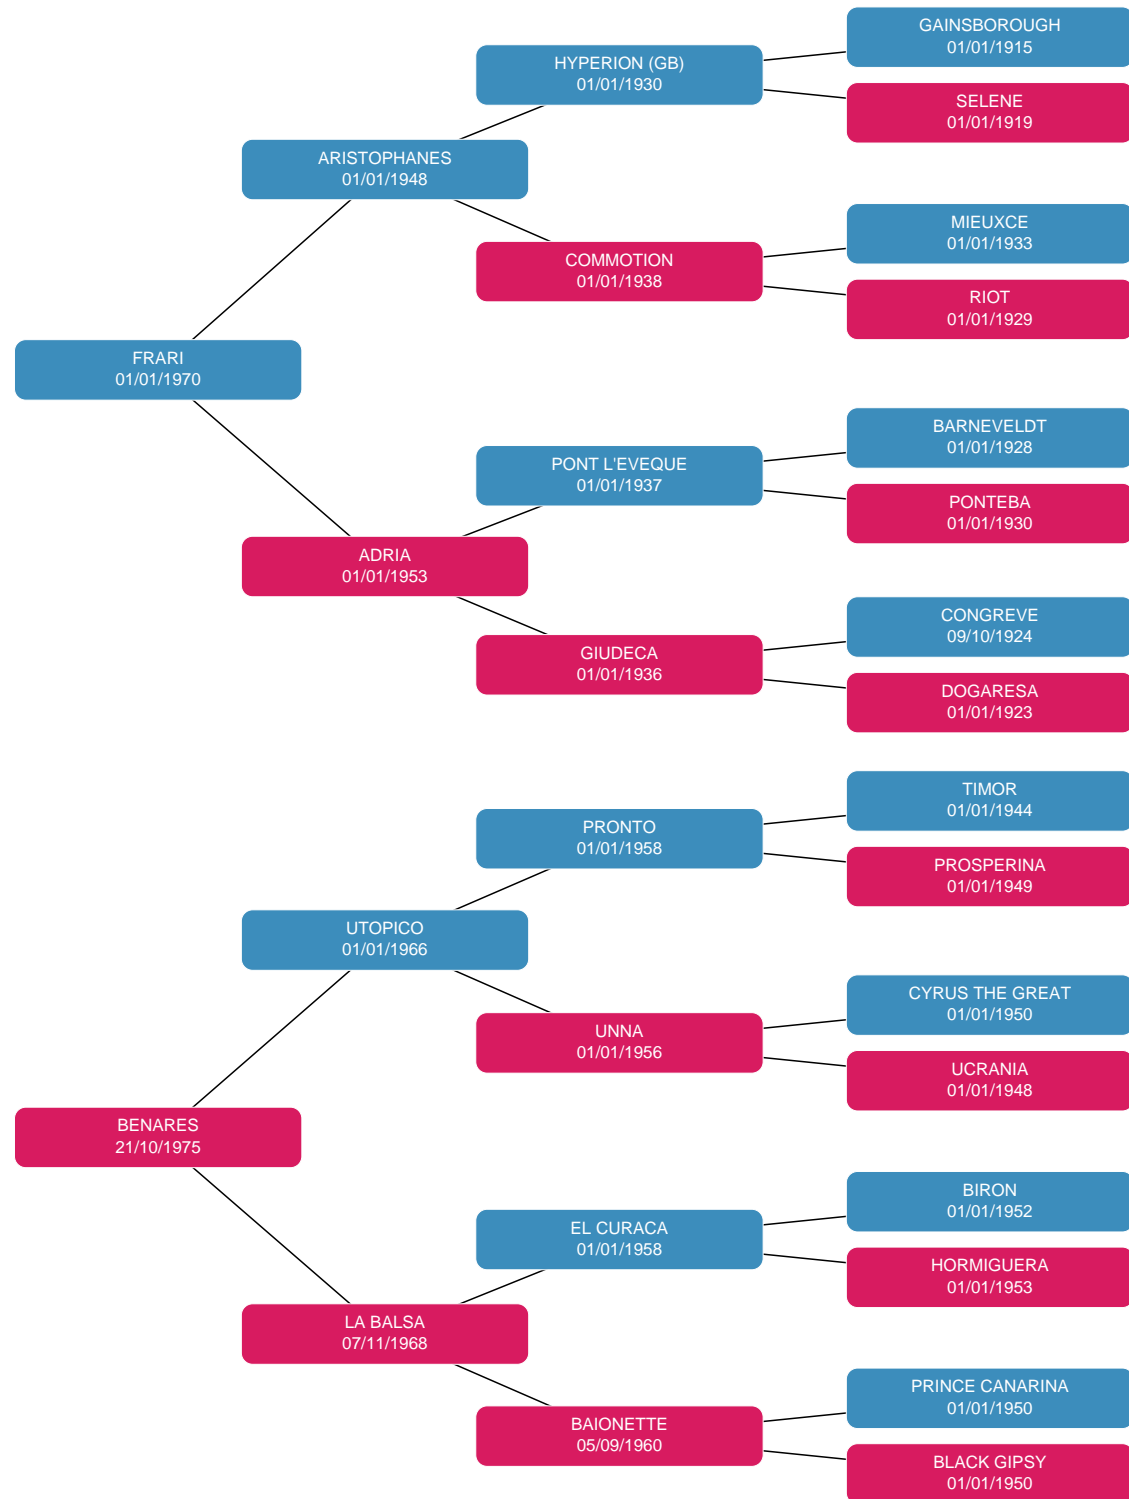 GAINSBOROUGH
01/01/1915
HYPERION (GB)
01/01/1930
SELENE
01/01/1919
ARISTOPHANES
01/01/1948
MIEUXCE
01/01/1933
COMMOTION
01/01/1938
RIOT
01/01/1929
FRARI
01/01/1970
BARNEVELDT
01/01/1928
PONT L'EVEQUE
01/01/1937
PONTEBA
01/01/1930
ADRIA
01/01/1953
CONGREVE
09/10/1924
GIUDECA
01/01/1936
DOGARESA
01/01/1923
TIMOR
01/01/1944
PRONTO
01/01/1958
PROSPERINA
01/01/1949
UTOPICO
01/01/1966
CYRUS THE GREAT
01/01/1950
UNNA
01/01/1956
UCRANIA
01/01/1948
BENARES
21/10/1975
BIRON
01/01/1952
EL CURACA
01/01/1958
HORMIGUERA
01/01/1953
LA BALSA
07/11/1968
PRINCE CANARINA
01/01/1950
BAIONETTE
05/09/1960
BLACK GIPSY
01/01/1950